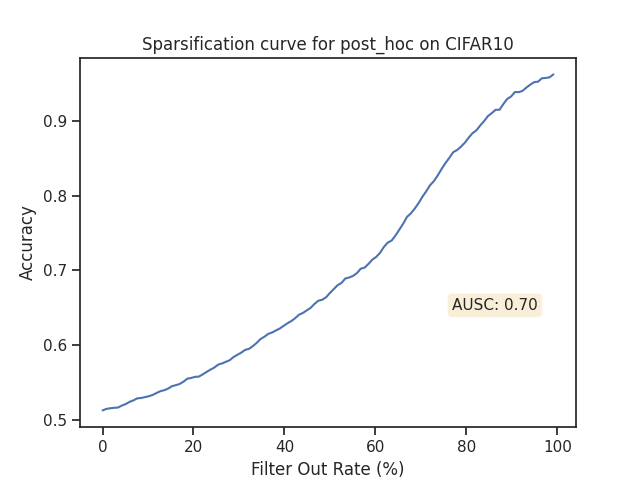 Sparsification curve for post_hoc on CIFAR10
0.9
0.8
0.7
0.6
0.5
Accuracy
AUSC: 0.70
0 20 40 60 80 100
Filter Out Rate (%)